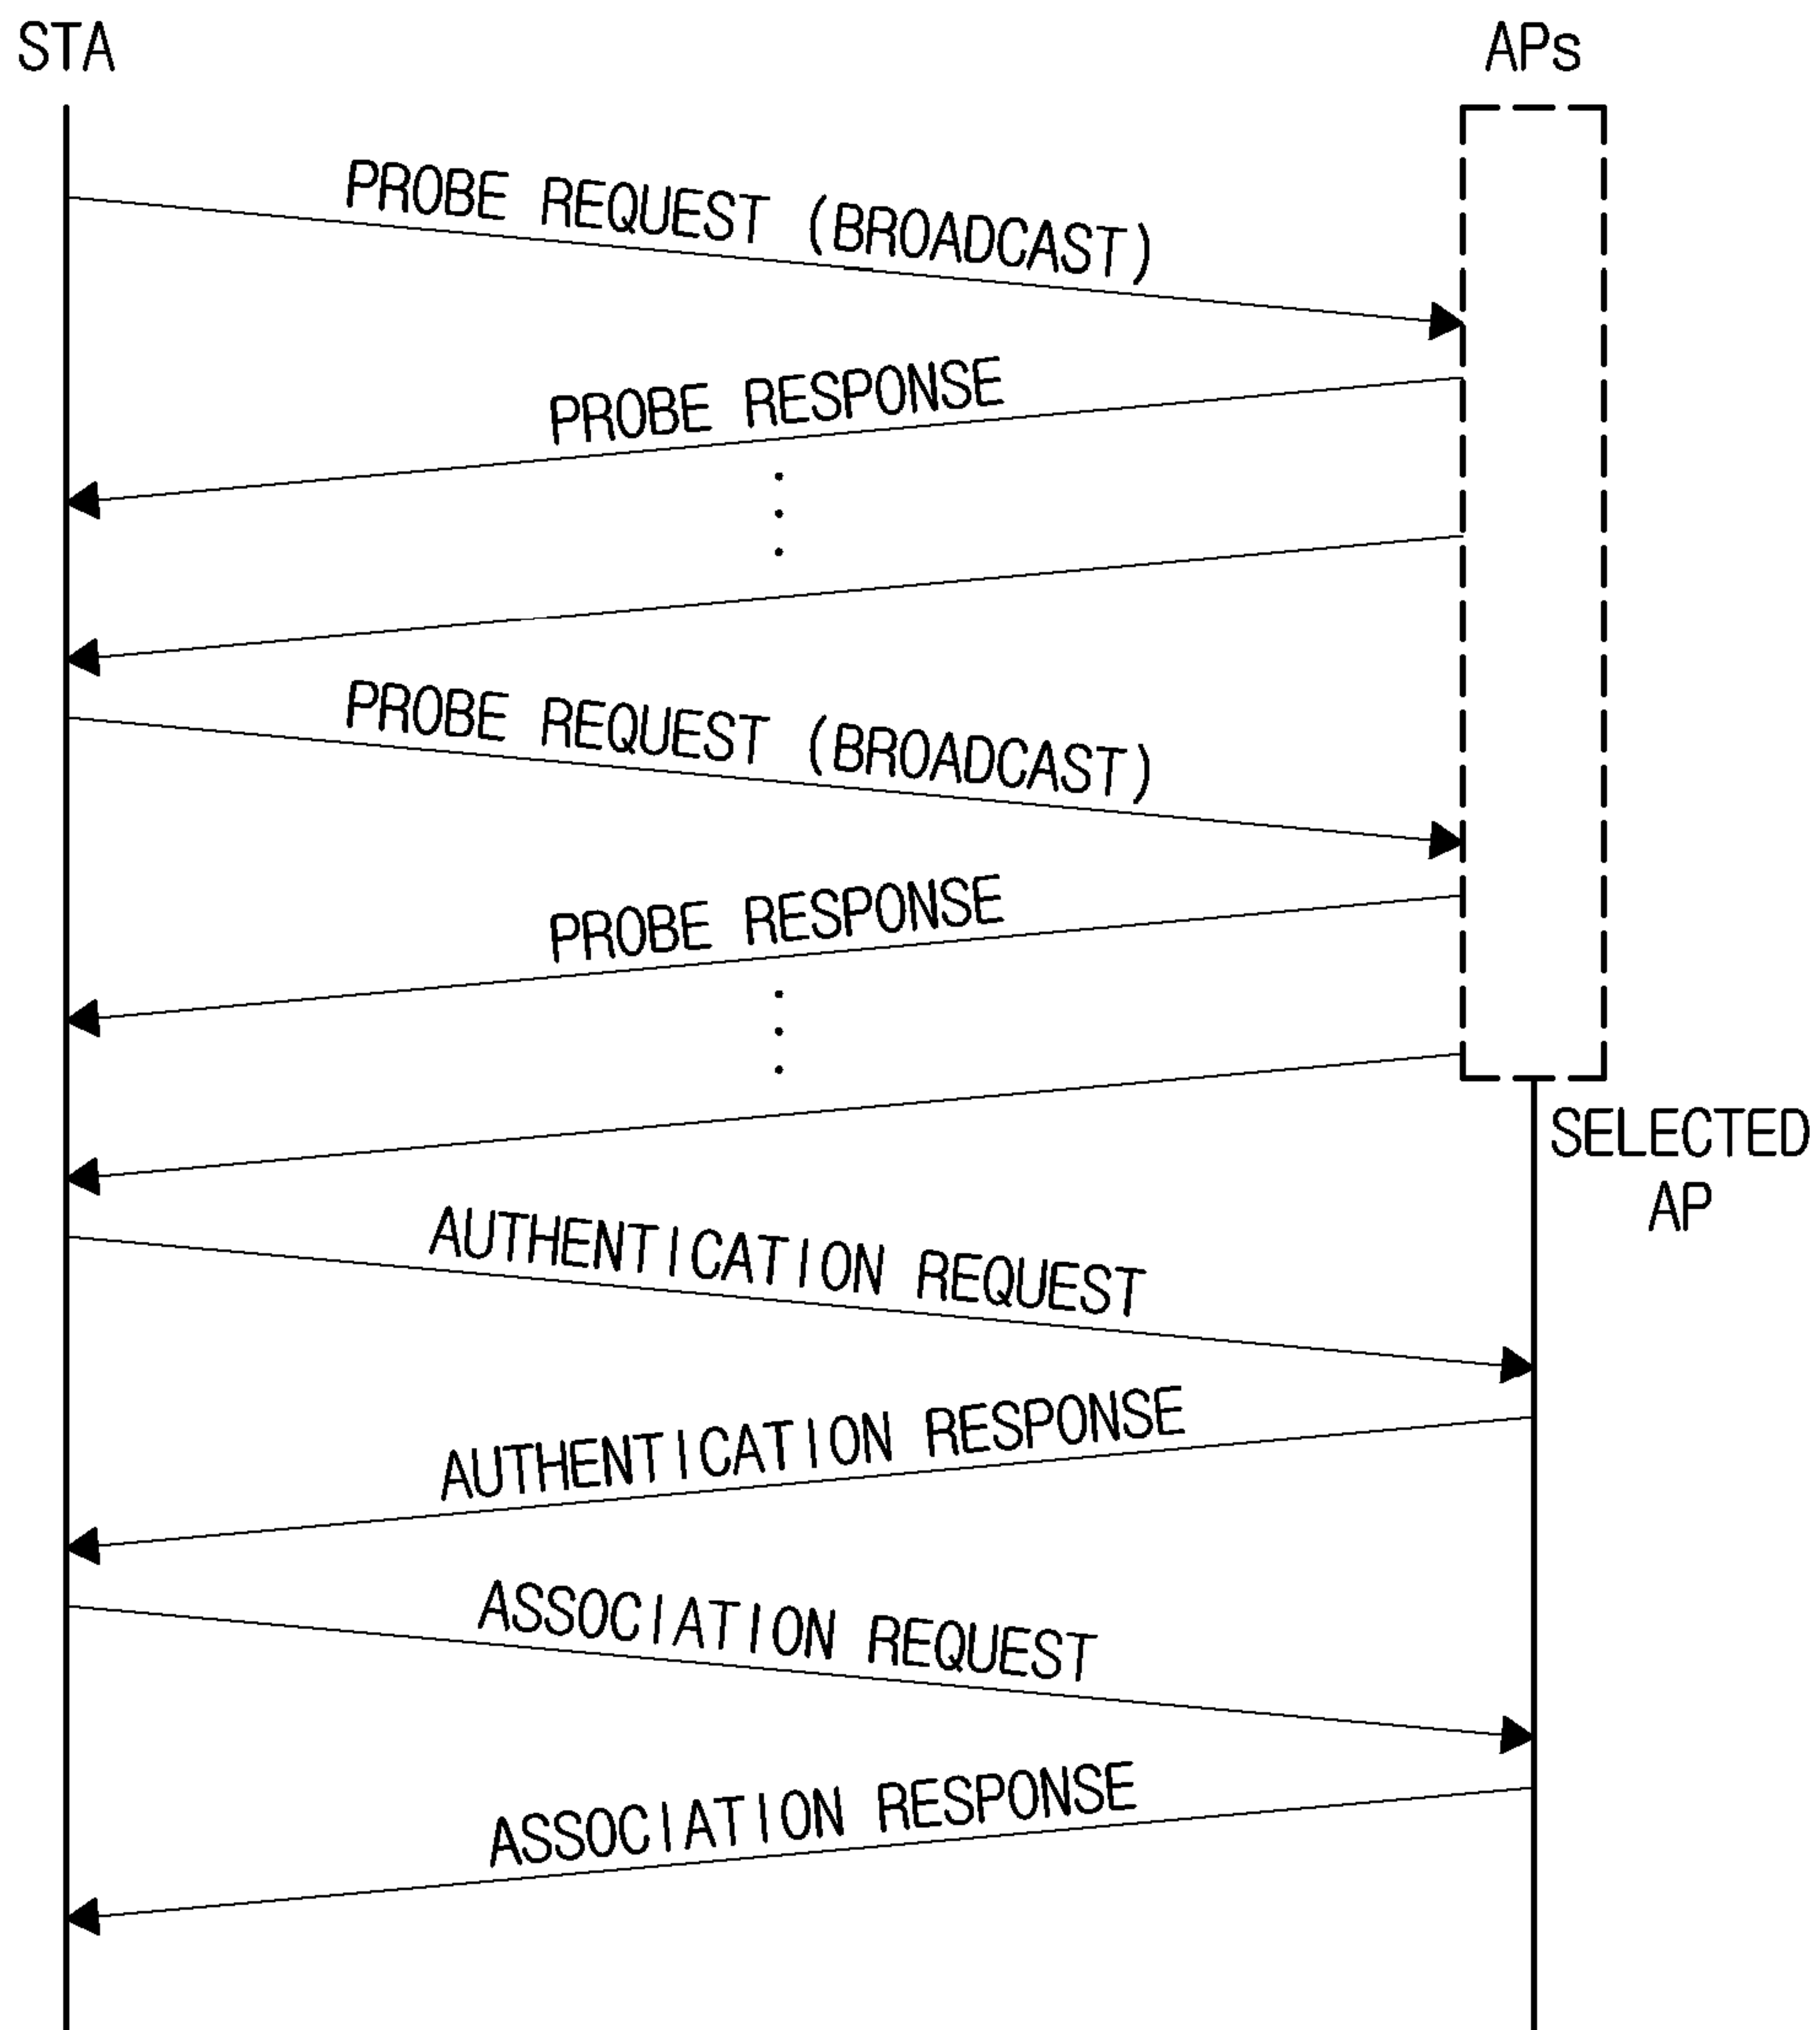 STA
APs
PROBE REQUEST (BROADCAST)
PROBE RESPONSE
PROBE REQUEST (BROADCAST)
PROBE RESPONSE
SELECTED
AP
AUTHENTICATION REQUEST
AUTHENTICATION RESPONSE
ASSOCIATION REQUEST
ASSOCIATION RESPONSE